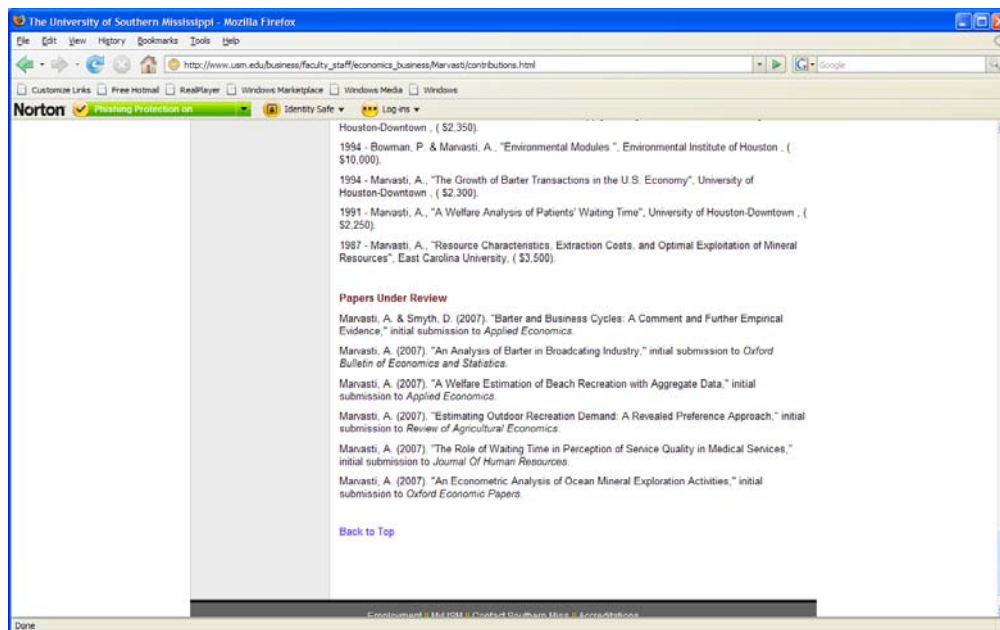 The University of Southern Mississippi - Mozilla Firefox
File Edit View History Bookmarks Tools Help
http://www.usm.edu/business/faculty_staff/economics_business/Marvasti/contributions.html
Google
Customize Links Free Hotmail RealPlayer Windows Marketplace Windows Media Windows
Norton Phishing Protection on Identity Safe Log-ins
Houston-Downtown , ( $2,350).
1994 - Bowman, P. & Marvasti, A., "Environmental Modules ", Environmental Institute of Houston , (
$10,000).
1994 - Marvasti, A., "The Growth of Barter Transactions in the U.S. Economy", University of
Houston-Downtown , ( $2,300).
1991 - Marvasti, A., "A Welfare Analysis of Patients' Waiting Time", University of Houston-Downtown , (
$2,250).
1987 - Marvasti, A., "Resource Characteristics, Extraction Costs, and Optimal Exploitation of Mineral
Resources", East Carolina University, ( $3,500).
Papers Under Review
Marvasti, A. & Smyth, D. (2007). "Barter and Business Cycles: A Comment and Further Empirical
Evidence," initial submission to Applied Economics.
Marvasti, A. (2007). "An Analysis of Barter in Broadcating Industry," initial submission to Oxford
Bulletin of Economics and Statistics.
Marvasti, A. (2007). "A Welfare Estimation of Beach Recreation with Aggregate Data," initial
submission to Applied Economics.
Marvasti, A. (2007). "Estimating Outdoor Recreation Demand: A Revealed Preference Approach," initial
submission to Review of Agricultural Economics.
Marvasti, A. (2007). "The Role of Waiting Time in Perception of Service Quality in Medical Services,"
initial submission to Journal Of Human Resources.
Marvasti, A. (2007). "An Econometric Analysis of Ocean Mineral Exploration Activities," initial
submission to Oxford Economic Papers.
Back to Top
Employment || MyUSM || Contact Southern Miss || Accreditations
Done